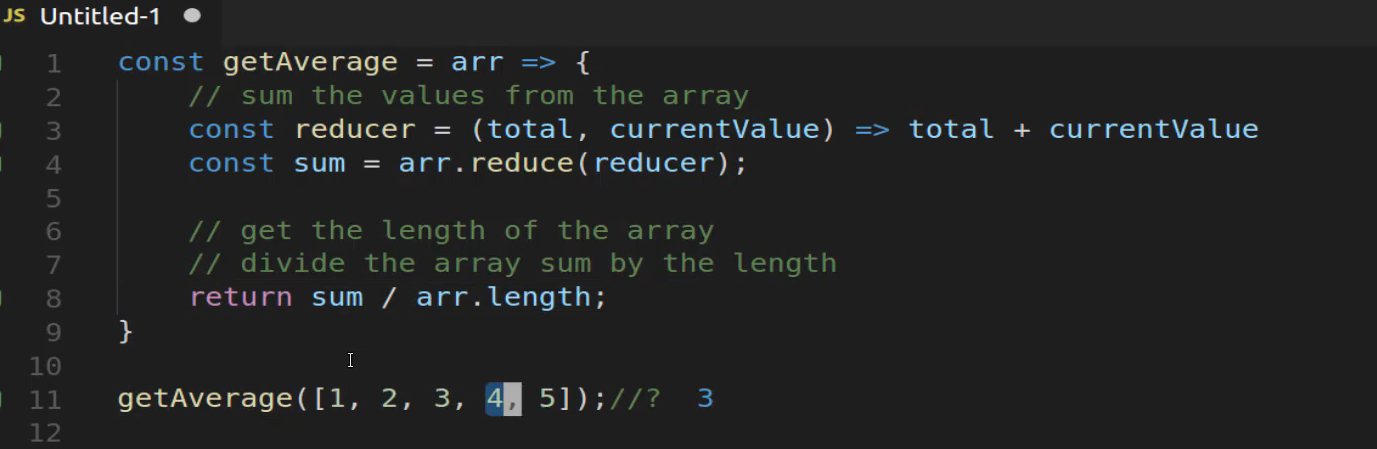 JS Untitled-1
1 const getAverage = arr => {
2 // sum the values from the array
3 const reducer = (total, currentValue) => total + currentValue
4 const sum = arr.reduce(reducer);
5
6 // get the length of the array
7 // divide the array sum by the length
8 return sum / arr.length;
9 }
10
11 getAverage([1, 2, 3, 4, 5]);//? 3
12